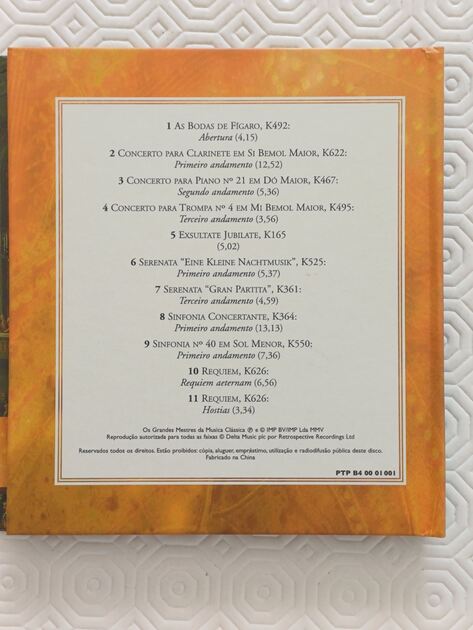 1 As Bodas de Fígaro, K492:
Abertura (4,15)
2 Concerto para Clarinete em Si Bemol Maior, K622:
Primeiro andamento (12,52)
3 Concerto para Piano nº 21 em Dó Maior, K467:
Segundo andamento (5,36)
4 Concerto para Trompa nº 4 em Mi Bemol Maior, K495:
Terceiro andamento (3,56)
5 Exsultate Jubilate, K165
(5,02)
6 Serenata “Eine Kleine Nachtmusik”, K525:
Primeiro andamento (5,37)
7 Serenata “Gran Partita”, K361:
Terceiro andamento (4,59)
8 Sinfonia Concertante, K364:
Primeiro andamento (13,13)
9 Sinfonia nº 40 em Sol Menor, K550:
Primeiro andamento (7,36)
10 Requiem, K626:
Requiem aeternam (6,56)
11 Requiem, K626:
Hostias (3,34)
Os Grandes Mestres da Musica Clássica ℗ e © IMP BV/IMP Lda MMV
Reprodução autorizada para todas as faixas © Delta Music plc por Retrospective Recordings Ltd
Reservados todos os direitos. Estão proibidos: cópia, aluguer, empréstimo, utilização e radiodifusão pública deste disco.
Fabricado na China
PTP B4 00 01 001